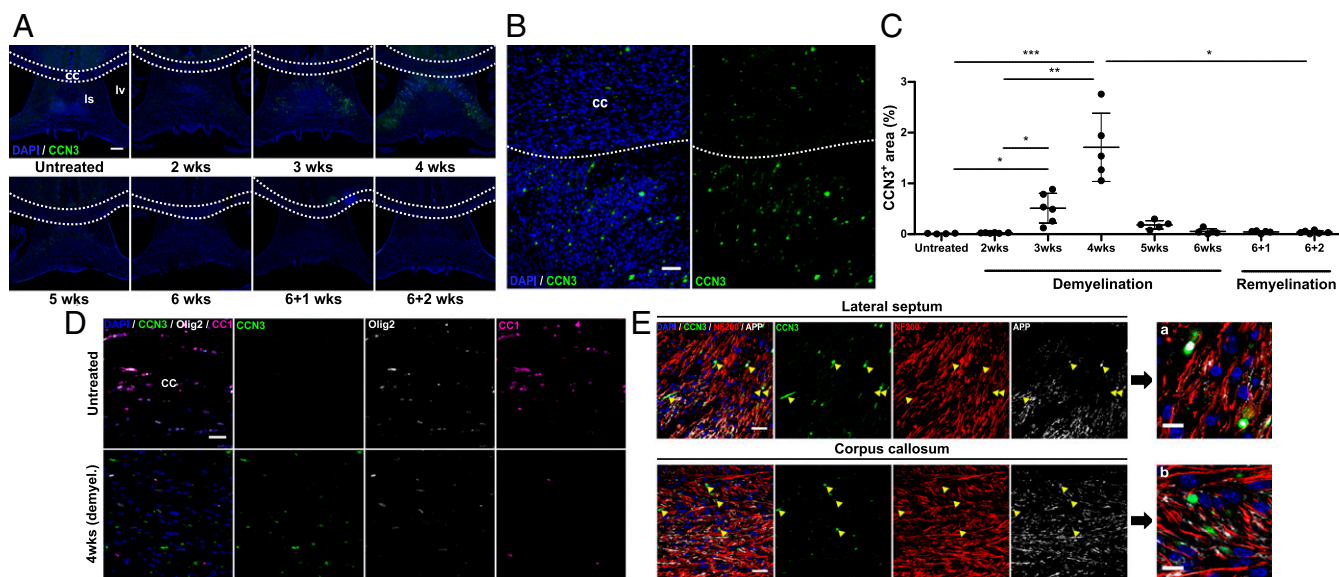 A
cc
ls
lv
DAPI / CCN3
Untreated
2 wks
3 wks
4 wks
5 wks
6 wks
6+1 wks
6+2 wks
B
cc
DAPI / CCN3
CCN3
C
***
**
*
*
*
CCN3+ area (%)
3
2
1
0
Untreated
2wks
3wks
4wks
5wks
6wks
6+1
6+2
Demyelination
Remyelination
D
DAPI / CCN3 / Olig2 / CC1
CCN3
Olig2
CC1
cc
Untreated
4wks (demyel.)
E
Lateral septum
DAPI / CCN3 / NF200 / APP
CCN3
NF200
APP
a
Corpus callosum
b